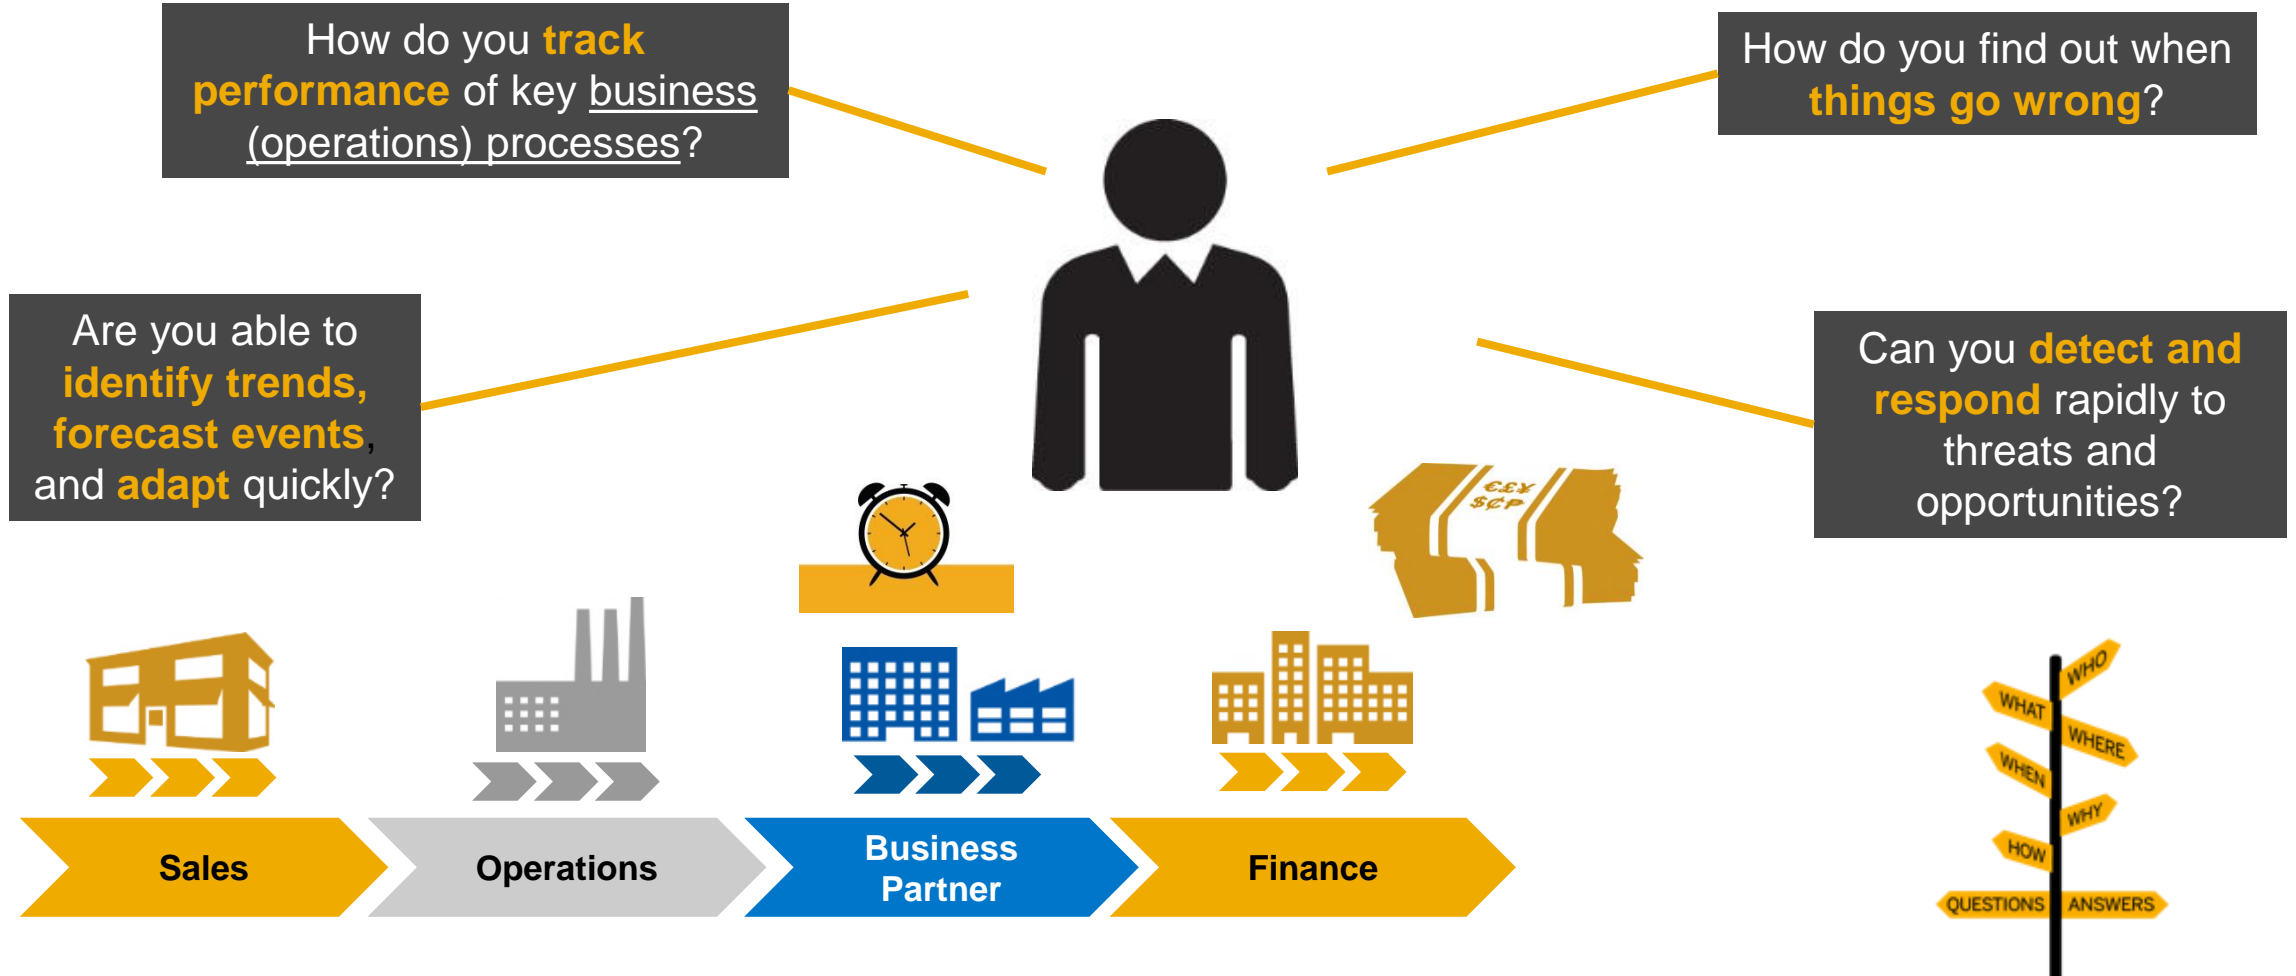 How do you track
performance of key business
(operations) processes?
How do you find out when
things go wrong?
Are you able to
identify trends,
forecast events,
and adapt quickly?
Can you detect and
respond rapidly to
threats and
opportunities?
€£¥
$₵P
Sales
Operations
Business
Partner
Finance
WHO
WHAT
WHERE
WHEN
WHY
HOW
QUESTIONS ANSWERS